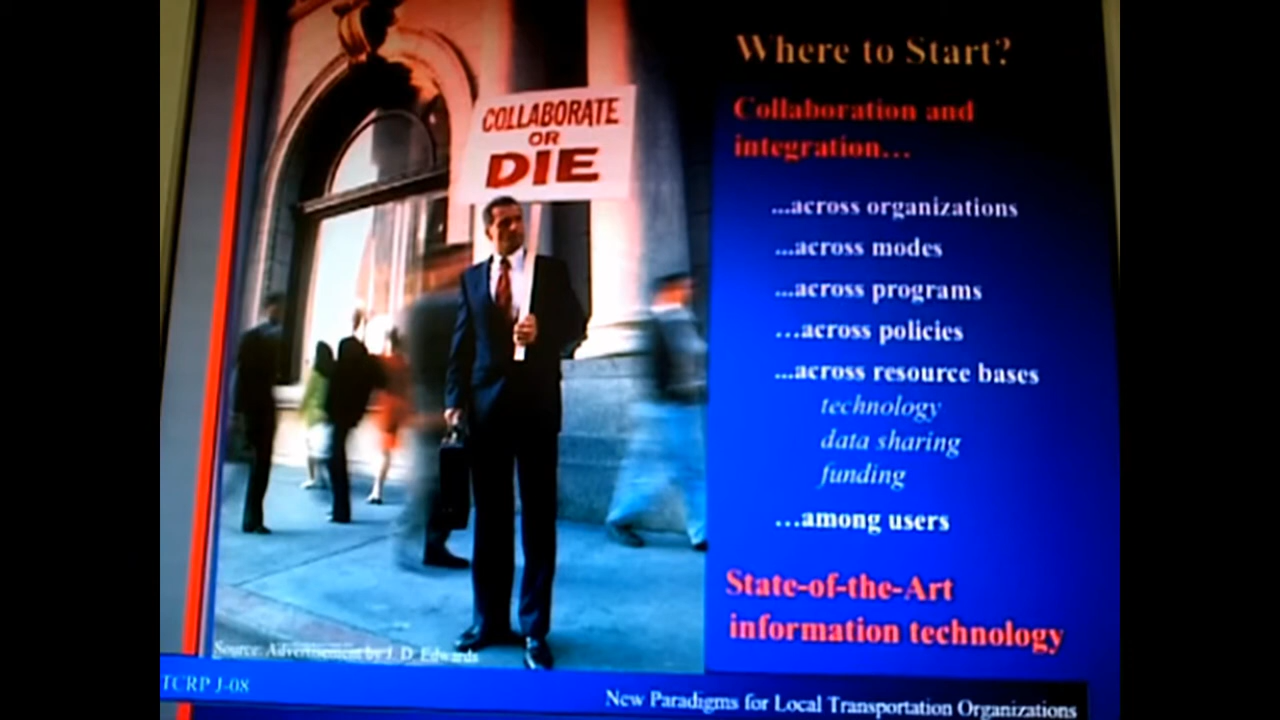 COLLABORATE
OR
DIE
Where to Start?
Collaboration and
integration…
...across organizations
...across modes
...across programs
…across policies
...across resource bases
technology
data sharing
funding
…among users
State-of-the-Art
information technology
Source: Advertisement by J. D. Edwards
TCRP J-08
New Paradigms for Local Transportation Organizations